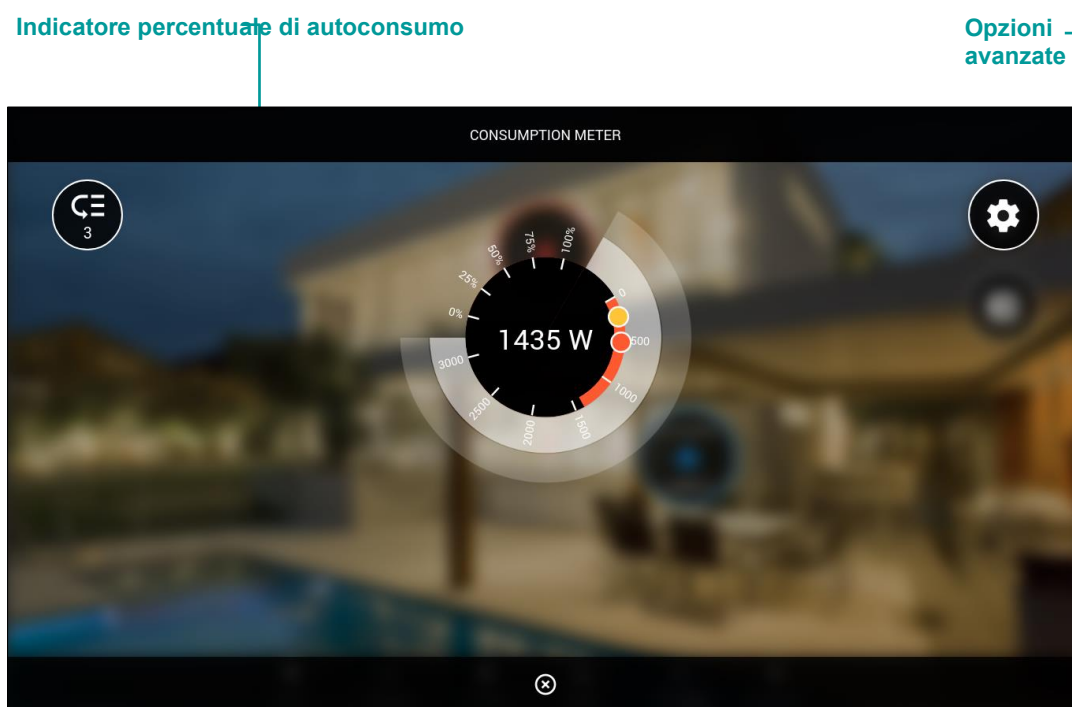 Indicatore percentuale di autoconsumo
Opzioni
avanzate
CONSUMPTION METER
3
0%
25%
50%
75%
100%
0
500
1000
1500
2000
2500
3000
1435 W